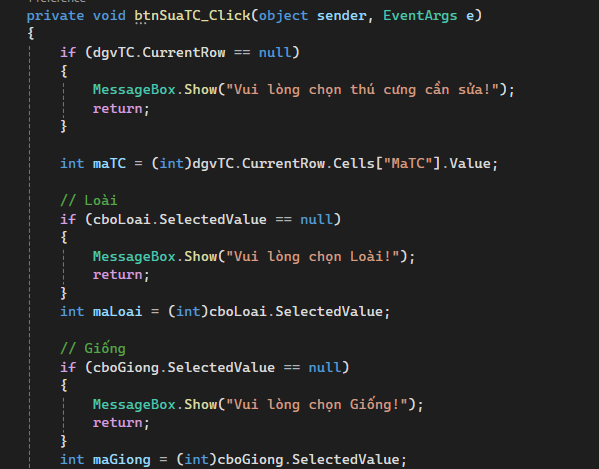 private void btnSuaTC_Click(object sender, EventArgs e)
{
if (dgvTC.CurrentRow == null)
{
MessageBox.Show("Vui lòng chọn thú cưng cần sửa!");
return;
}
int maTC = (int)dgvTC.CurrentRow.Cells["MaTC"].Value;
// Loài
if (cboLoai.SelectedValue == null)
{
MessageBox.Show("Vui lòng chọn Loài!");
return;
}
int maLoai = (int)cboLoai.SelectedValue;
// Giống
if (cboGiong.SelectedValue == null)
{
MessageBox.Show("Vui lòng chọn Giống!");
return;
}
int maGiong = (int)cboGiong.SelectedValue;